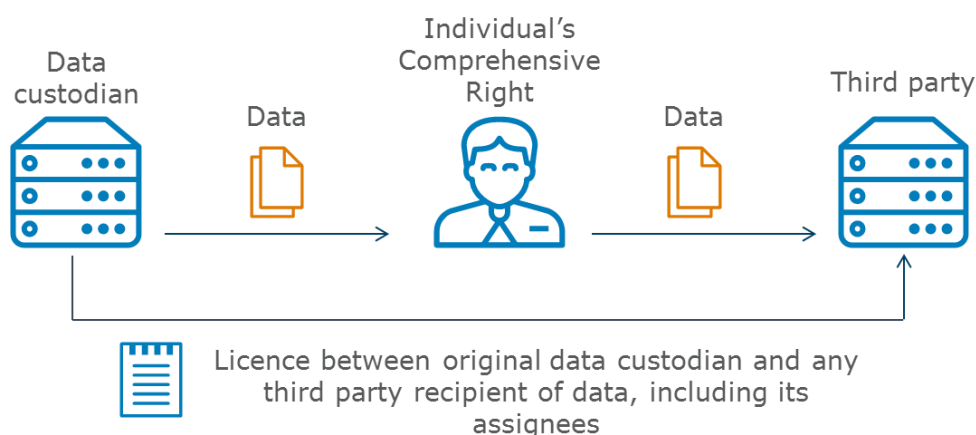 Data
custodian
Data
Individual's
Comprehensive
Right
Data
Third party
Licence between original data custodian and any
third party recipient of data, including its
assignees